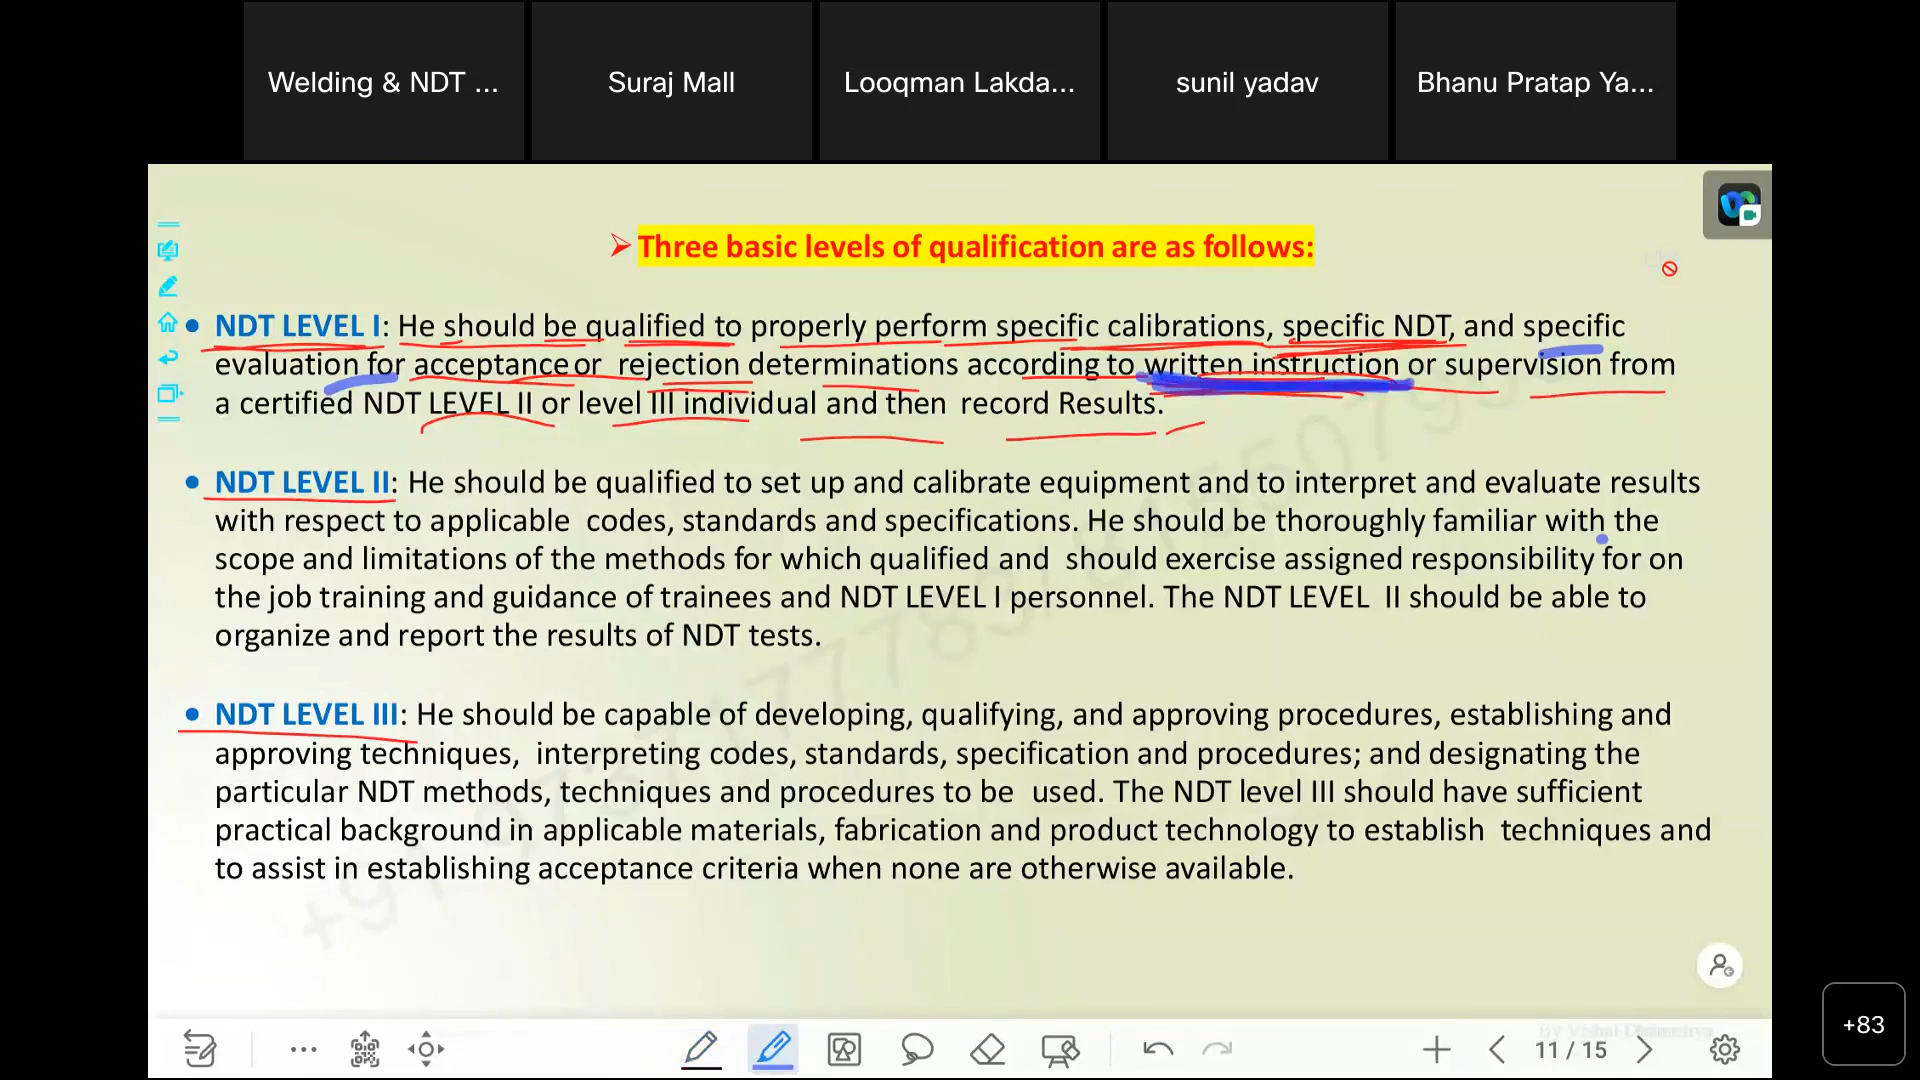 Welding & NDT ...
Suraj Mall
Looqman Lakda...
sunil yadav
Bhanu Pratap Ya...
Three basic levels of qualification are as follows:
NDT LEVEL I: He should be qualified to properly perform specific calibrations, specific NDT, and specific
evaluation for acceptance or rejection determinations according to written instruction or supervision from
a certified NDT LEVEL II or level III individual and then record Results.
NDT LEVEL II: He should be qualified to set up and calibrate equipment and to interpret and evaluate results
with respect to applicable codes, standards and specifications. He should be thoroughly familiar with the
scope and limitations of the methods for which qualified and should exercise assigned responsibility for on
the job training and guidance of trainees and NDT LEVEL I personnel. The NDT LEVEL II should be able to
organize and report the results of NDT tests.
NDT LEVEL III: He should be capable of developing, qualifying, and approving procedures, establishing and
approving techniques, interpreting codes, standards, specification and procedures; and designating the
particular NDT methods, techniques and procedures to be used. The NDT level III should have sufficient
practical background in applicable materials, fabrication and product technology to establish techniques and
to assist in establishing acceptance criteria when none are otherwise available.
11 / 15
+83